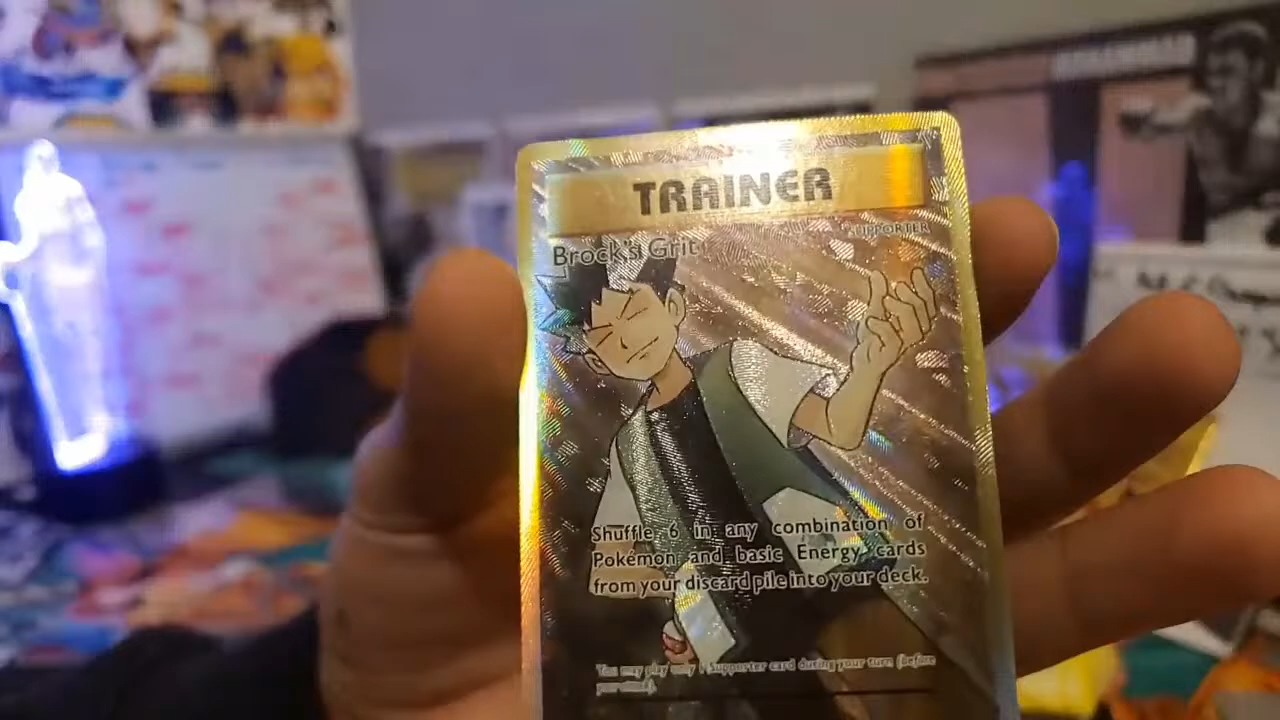 TRAINER
SUPPORTER
Brock's Grit
Shuffle 6 in any combination of
Pokémon and basic Energy cards
from your discard pile into your deck.
You may play only 1 Supporter card during your turn (before
your attack).